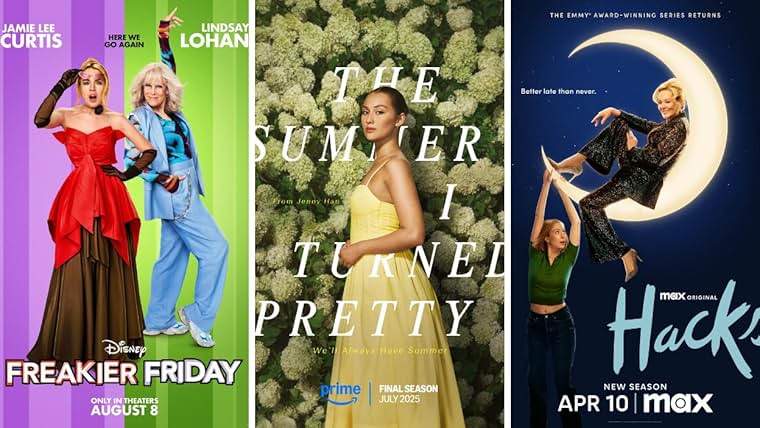 JAMIE LEE
CURTIS
HERE WE
GO AGAIN
LINDSAY
LOHAN
Disney
FREAKIER FRIDAY
ONLY IN THEATERS
AUGUST 8
THE
SUMMER
From Jenny Han
I
TURNED
PRETTY
We'll Always Have Summer
prime
FINAL SEASON
JULY 2025
THE EMMY® AWARD-WINNING SERIES RETURNS
Better late than never.
max ORIGINAL
Hacks
NEW SEASON
APR 10 | max